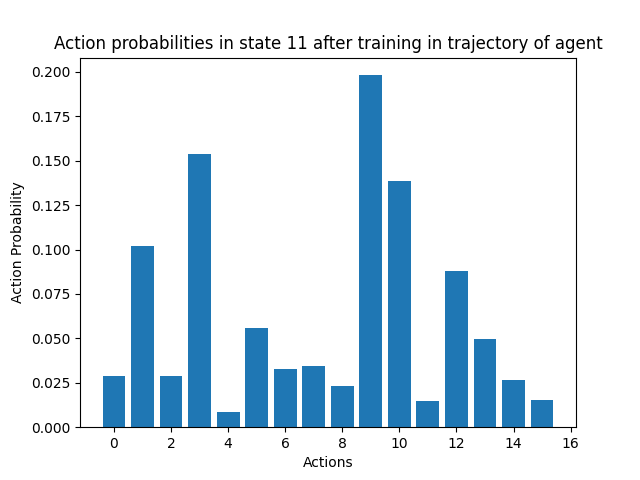 Action probabilities in state 11 after training in trajectory of agent
0.200
0.175
0.150
0.125
0.100
0.075
0.050
0.025
0.000
Action Probability
0 2 4 6 8 10 12 14 16
Actions